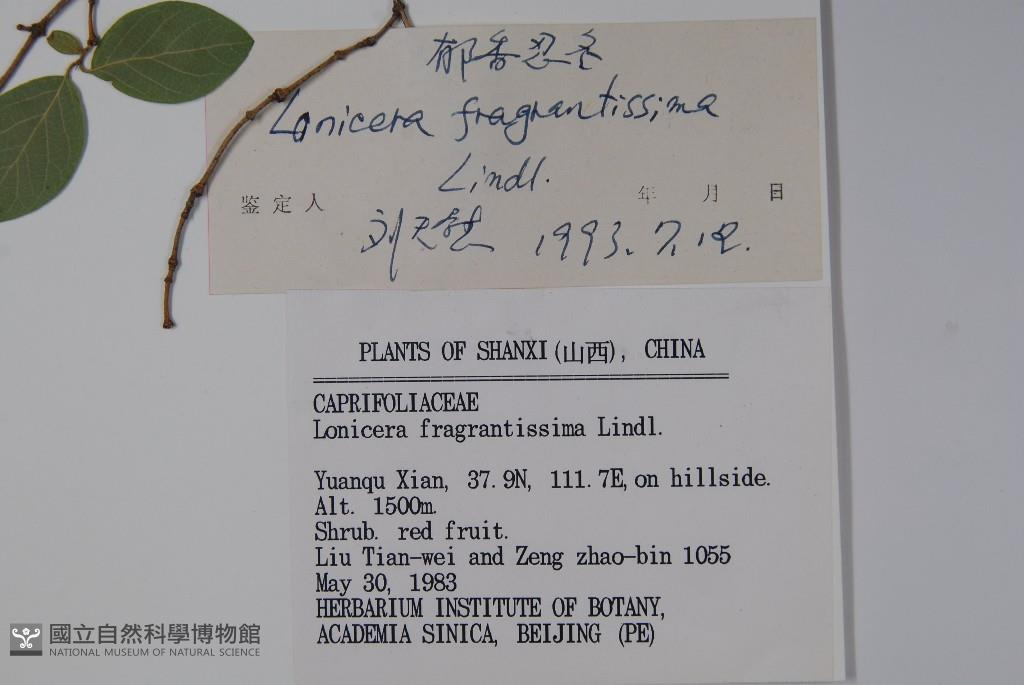 郁香忍冬
Lonicera fragrantissima
Lindl.
鉴定人 年 月 日
刘天 1993.7.
PLANTS OF SHANXI(山西), CHINA
CAPRIFOLIACEAE
Lonicera fragrantissima Lindl.
Yuanqu Xian, 37.9N, 111.7E, on hillside.
Alt. 1500m.
Shrub. red fruit.
Liu Tian-wei and Zeng zhao-bin 1055
May 30, 1983
HERBARIUM INSTITUTE OF BOTANY,
ACADEMIA SINICA, BEIJING (PE)
國立自然科學博物館
NATIONAL MUSEUM OF NATURAL SCIENCE